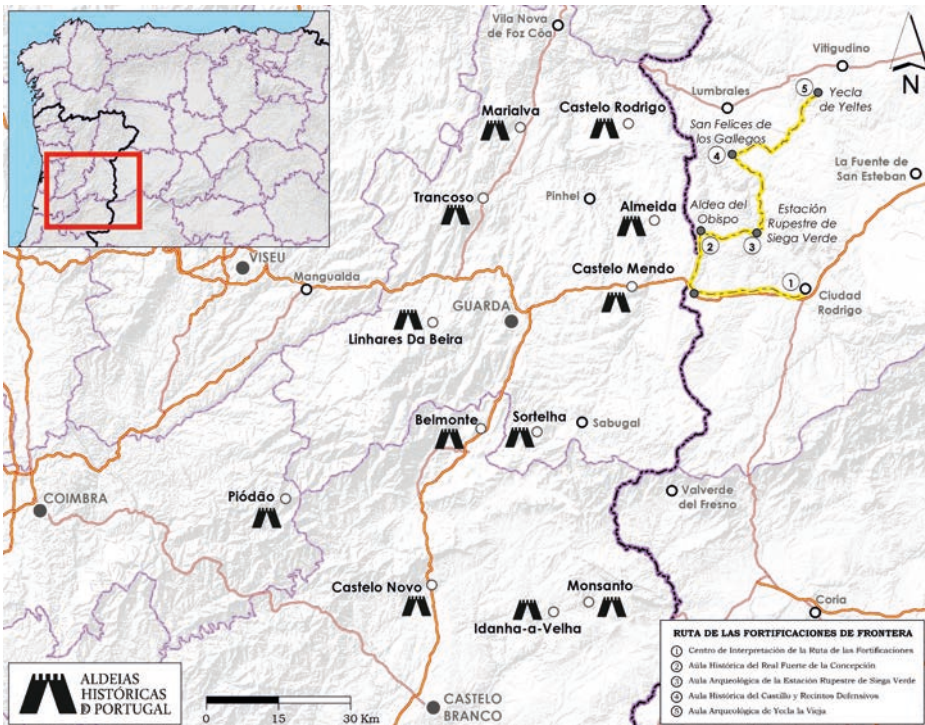 Vila Nova
de Foz Côa
Vitigudino
N
Lumbrales
5
Yecla
de Yeltes
Marialva
Castelo Rodrigo
San Felices de
los Gallegos
4
La Fuente de
San Esteban
Trancoso
Pinhel
Almeida
Aldea del
Obispo
2
3
Estación
Rupestre de
Siega Verde
VISEU
Mangualda
Castelo Mendo
1
Ciudad
Rodrigo
GUARDA
Linhares Da Beira
Belmonte
Sortelha
Sabugal
COIMBRA
Piódão
Valverde
del Fresno
Castelo Novo
Monsanto
Idanha-a-Velha
Coria
CASTELO
BRANCO
ALDEIAS
HISTÓRICAS
DE PORTUGAL
0 15 30 Km
RUTA DE LAS FORTIFICACIONES DE FRONTERA
1 Centro de Interpretación de la Ruta de las Fortificaciones
2 Aúla Histórica del Real Fuerte de la Concepción
3 Aula Arqueológica de la Estación Rupestre de Siega Verde
4 Aula Histórica del Castillo y Recintos Defensivos
5 Aula Arqueológica de Yecla la Vieja